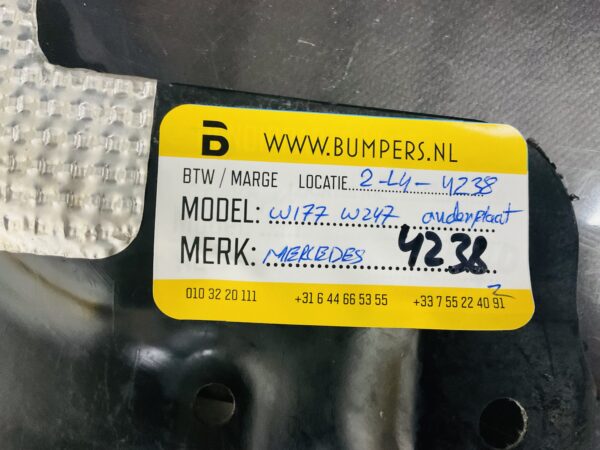 B WWW.BUMPERS.NL
BTW / MARGE LOCATIE 2-L4-4238
MODEL: W177 W247 onderplaat
MERK: MERCEDES 4238
010 32 20 111 +31 6 44 66 53 55 +33 7 55 22 40 91
2